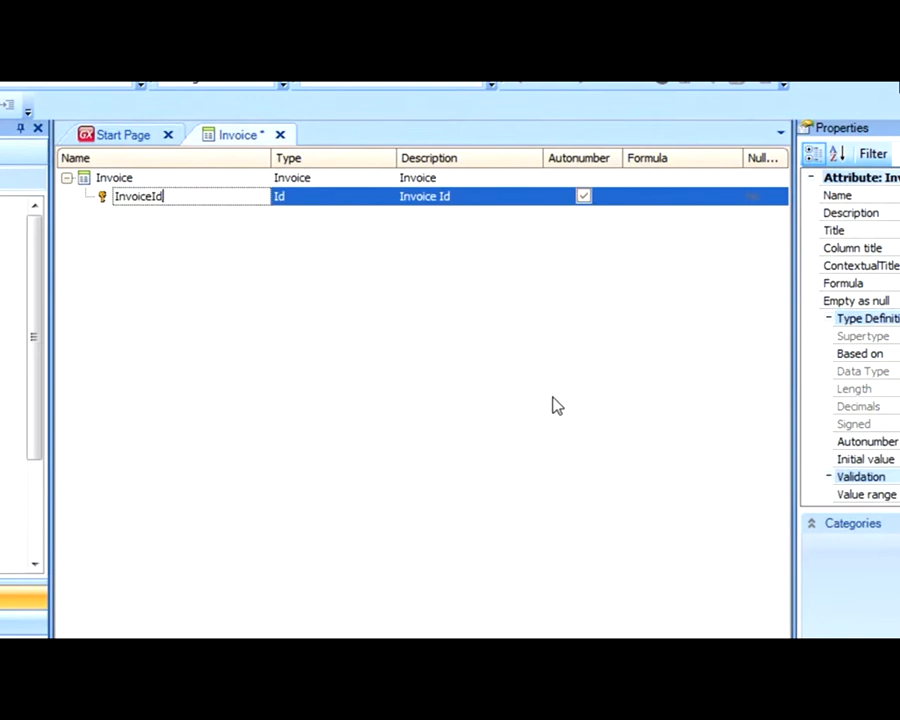 GX Start Page
Invoice *
Properties
Name Type Description Autonumber Formula Null...
Filter
Invoice Invoice Invoice
Attribute: Inv
InvoiceId Id Invoice Id
Name
Description
Title
Column title
ContextualTitle
Formula
Empty as null
Type Definiti
Supertype
Based on
Data Type
Length
Decimals
Signed
Autonumber
Initial value
Validation
Value range
Categories